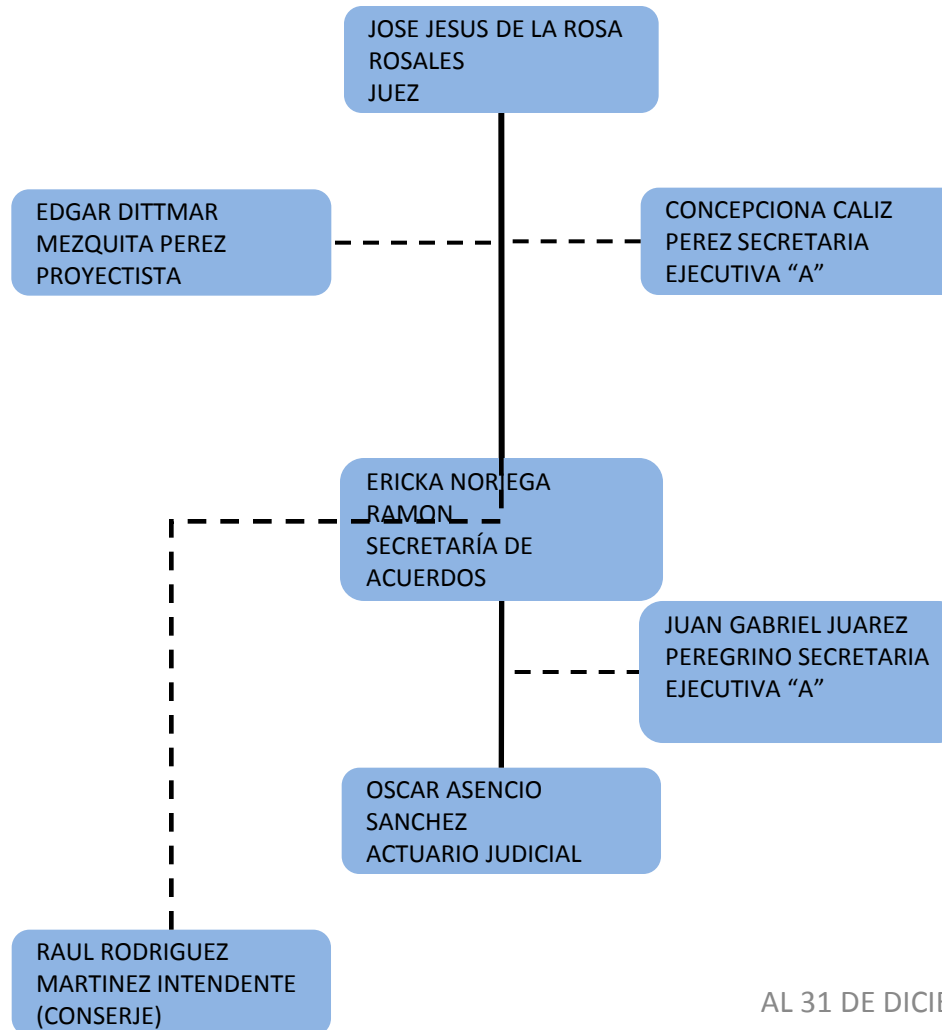 JOSE JESUS DE LA ROSA
ROSALES
JUEZ
EDGAR DITTMAR
MEZQUITA PEREZ
PROYECTISTA
CONCEPCIONA CALIZ
PEREZ SECRETARIA
EJECUTIVA “A”
ERICKA NORIEGA
RAMON
SECRETARÍA DE
ACUERDOS
JUAN GABRIEL JUAREZ
PEREGRINO SECRETARIA
EJECUTIVA “A”
OSCAR ASENCIO
SANCHEZ
ACTUARIO JUDICIAL
RAUL RODRIGUEZ
MARTINEZ INTENDENTE
(CONSERJE)
AL 31 DE